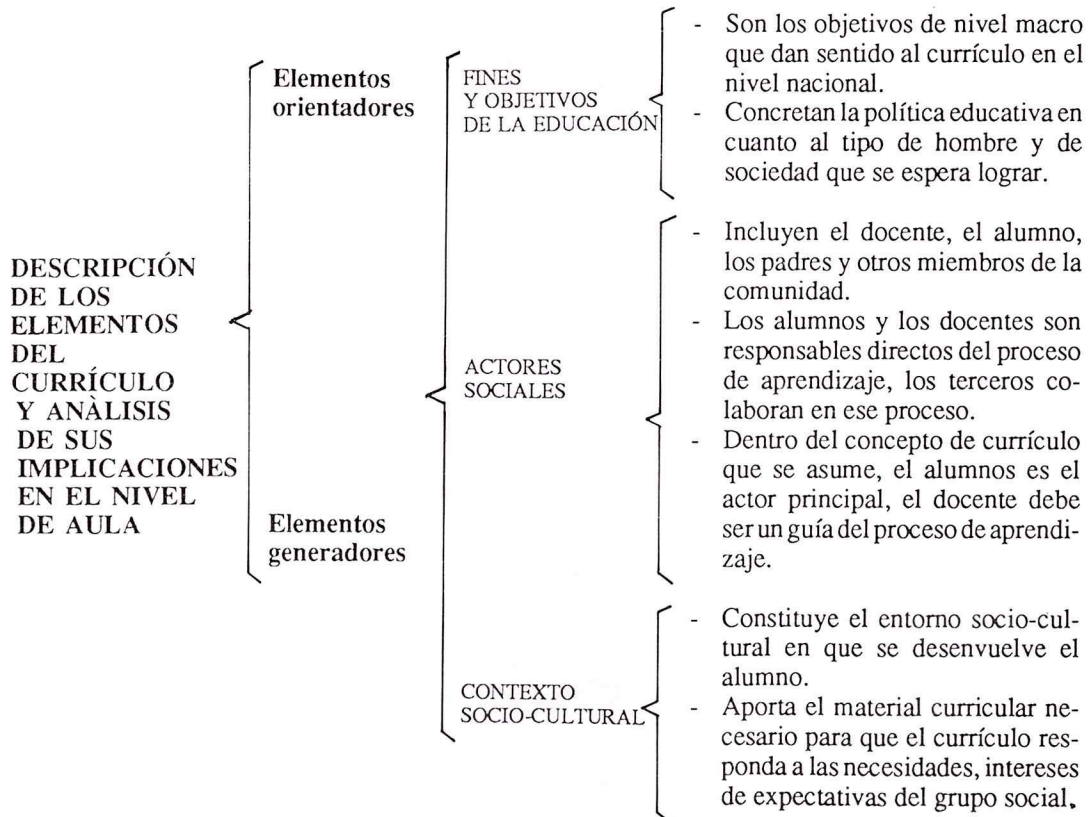 DESCRIPCIÓN
DE LOS
ELEMENTOS
DEL
CURRÍCULO
Y ANÀLISIS
DE SUS
IMPLICACIONES
EN EL NIVEL
DE AULA
Elementos
orientadores
Elementos
generadores
FINES
Y OBJETIVOS
DE LA EDUCACIÓN
- Son los objetivos de nivel macro
que dan sentido al currículo en el
nivel nacional.
- Concretan la política educativa en
cuanto al tipo de hombre y de
sociedad que se espera lograr.
ACTORES
SOCIALES
- Incluyen el docente, el alumno,
los padres y otros miembros de la
comunidad.
- Los alumnos y los docentes son
responsables directos del proceso
de aprendizaje, los terceros co-
laboran en ese proceso.
- Dentro del concepto de currículo
que se asume, el alumnos es el
actor principal, el docente debe
ser un guía del proceso de aprendi-
zaje.
CONTEXTO
SOCIO-CULTURAL
- Constituye el entorno socio-cul-
tural en que se desenvuelve el
alumno.
- Aporta el material curricular ne-
cesario para que el currículo res-
ponda a las necesidades, intereses
de expectativas del grupo social.